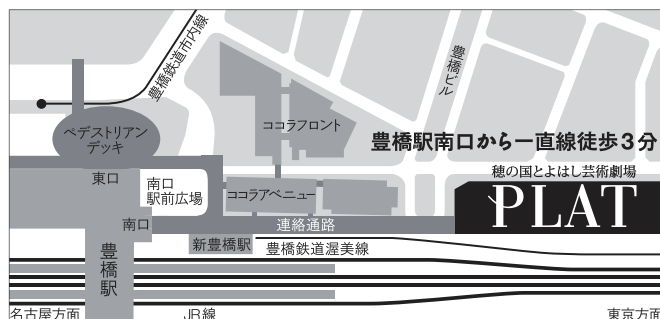 豊橋鉄道市内線
豊橋ビル
ペデストリアン
デッキ
ココラフロント
豊橋駅南口から一直線徒歩3分
穂の国とよはし芸術劇場
PLAT
東口
南口
駅前広場
ココラアベニュー
南口
連絡通路
新豊橋駅
豊橋鉄道渥美線
豊橋駅
名古屋方面
JR線
東京方面